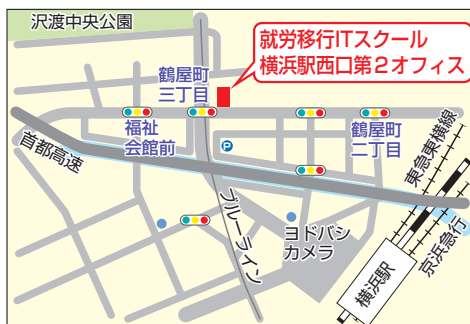 沢渡中央公園
就労移行ITスクール
横浜駅西口第2オフィス
鶴屋町
三丁目
福祉
会館前
P
鶴屋町
二丁目
首都高速
東急東横線
ヨドバシ
カメラ
ブルーライン
横浜駅
京浜急行